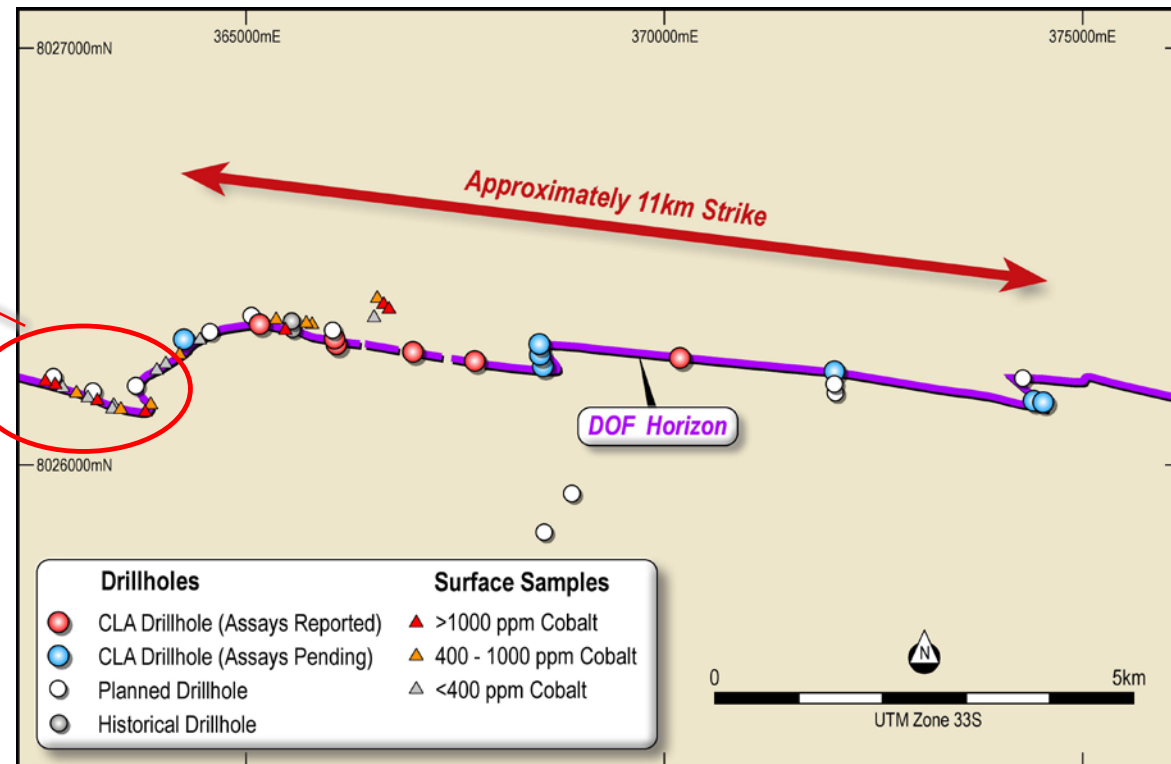 365000mE
370000mE
375000mE
8027000mN
Approximately 11km Strike
DOF Horizon
8026000mN
Drillholes
CLA Drillhole (Assays Reported)
CLA Drillhole (Assays Pending)
Planned Drillhole
Historical Drillhole
Surface Samples
>1000 ppm Cobalt
400 - 1000 ppm Cobalt
<400 ppm Cobalt
N
0
5km
UTM Zone 33S